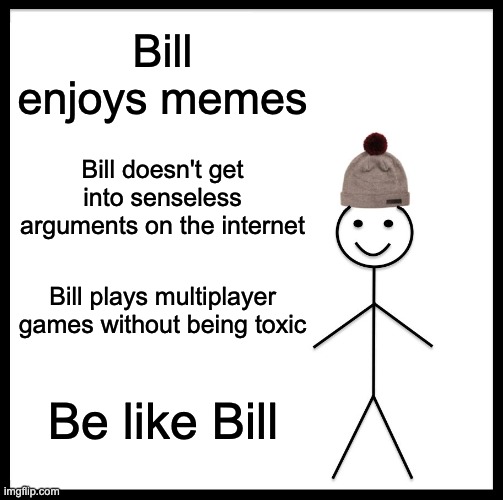 Bill
enjoys memes
Bill doesn't get
into senseless
arguments on the internet
Bill plays multiplayer
games without being toxic
Be like Bill
imgflip.com